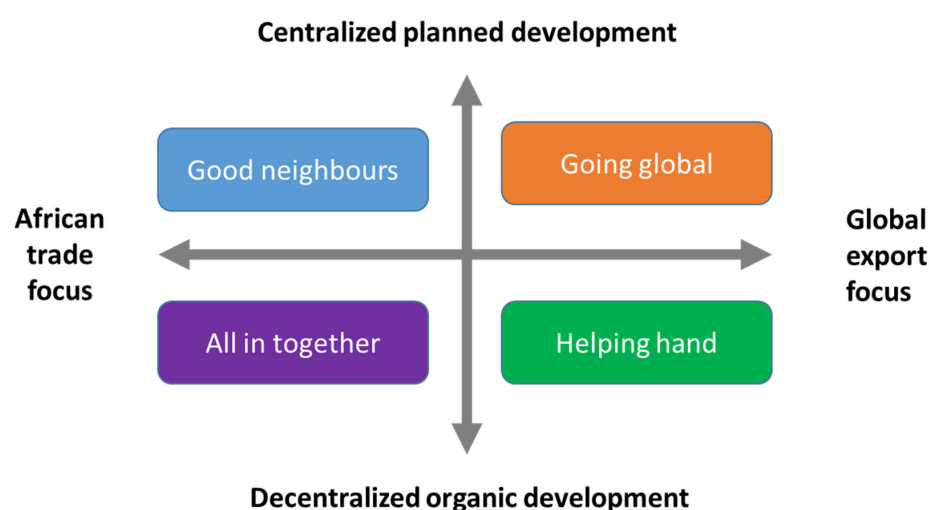 Centralized planned development
Good neighbours
Going global
African
trade
focus
Global
export
focus
All in together
Helping hand
Decentralized organic development